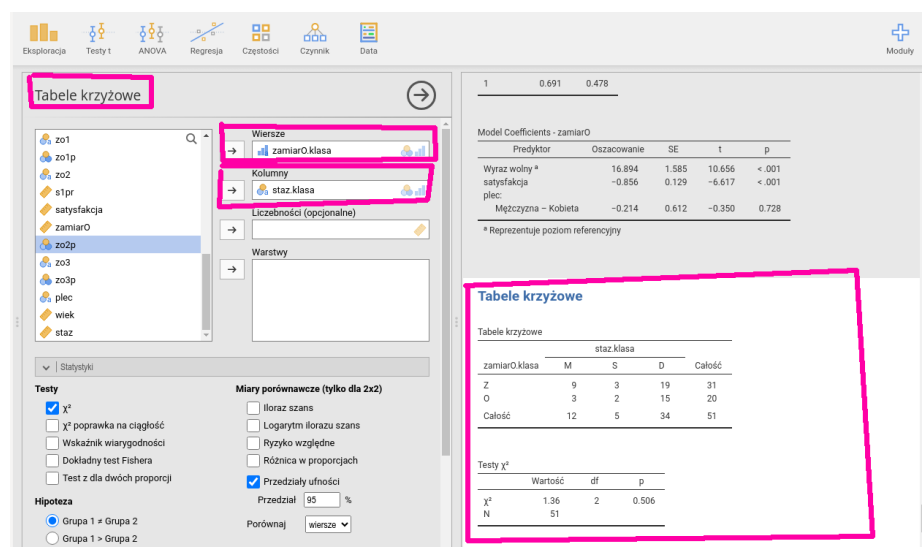 Eksploracja Testy t ANOVA Regresja Częstości Czynnik Data Moduły
Tabele krzyżowe
zo1
zo1p
zo2
s1pr
satysfakcja
zamiarO
zo2p
zo3
zo3p
plec
wiek
staz
Wiersze
zamiarO.klasa
Kolumny
staz.klasa
Liczebności (opcjonalne)
Warstwy
Statystyki
Testy
χ²
χ² poprawka na ciągłość
Wskaźnik wiarygodności
Dokładny test Fishera
Test z dla dwóch proporcji
Hipoteza
Grupa 1 ≠ Grupa 2
Grupa 1 > Grupa 2
Miary porównawcze (tylko dla 2x2)
Iloraz szans
Logarytm ilorazu szans
Ryzyko względne
Różnica w proporcjach
Przedziały ufności
Przedział 95 %
Porównaj wiersze
1 0.691 0.478
Model Coefficients - zamiarO
Predyktor Oszacowanie SE t p
Wyraz wolny ª 16.894 1.585 10.656 < .001
satysfakcja −0.856 0.129 −6.617 < .001
plec:
Mężczyzna – Kobieta −0.214 0.612 −0.350 0.728
ª Reprezentuje poziom referencyjny
Tabele krzyżowe
Tabele krzyżowe
staz.klasa
zamiarO.klasa M S D Całość
Z 9 3 19 31
O 3 2 15 20
Całość 12 5 34 51
Testy χ²
Wartość df p
χ² 1.36 2 0.506
N 51